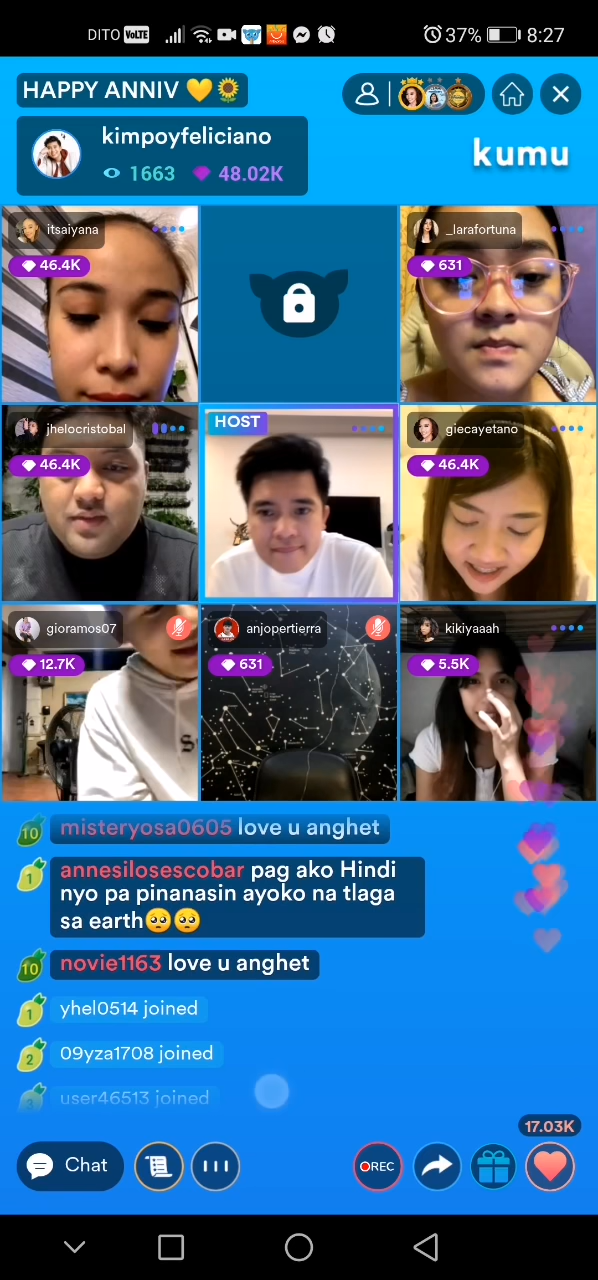 DITO VoLTE 37% 8:27
HAPPY ANNIV 💛🌻
kimpoyfeliciano
1663 48.02K
kumu
itsaiyana
46.4K
_larafortuna
631
jhelocristobal
46.4K
HOST
giecayetano
46.4K
gioramos07
12.7K
anjopertierra
631
kikiyaaah
5.5K
10 misteryosa0605 love u anghet
1 annesilosescobar pag ako Hindi
nyo pa pinanasin ayoko na tlaga
sa earth🥺🥺
10 novie1163 love u anghet
1 yhel0514 joined
2 09yza1708 joined
3 user46513 joined
17.03K
Chat
REC